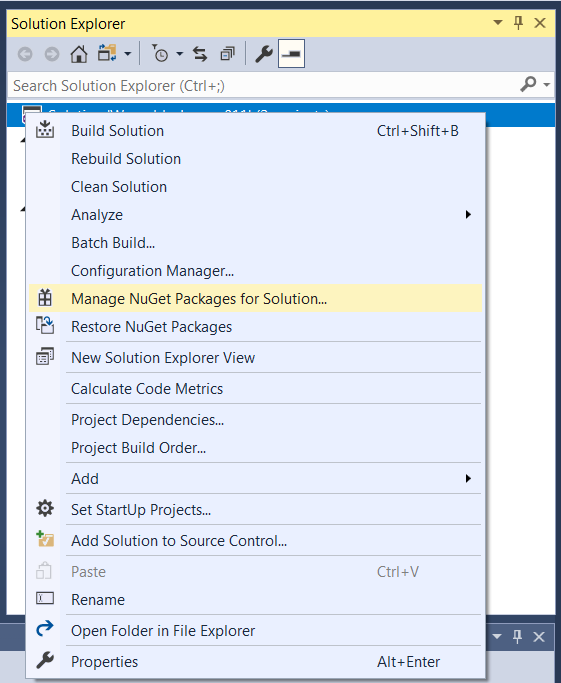 Solution Explorer
Search Solution Explorer (Ctrl+;)
Build Solution Ctrl+Shift+B
Rebuild Solution
Clean Solution
Analyze
Batch Build...
Configuration Manager...
Manage NuGet Packages for Solution...
Restore NuGet Packages
New Solution Explorer View
Calculate Code Metrics
Project Dependencies...
Project Build Order...
Add
Set StartUp Projects...
Add Solution to Source Control...
Paste Ctrl+V
Rename
Open Folder in File Explorer
Properties Alt+Enter